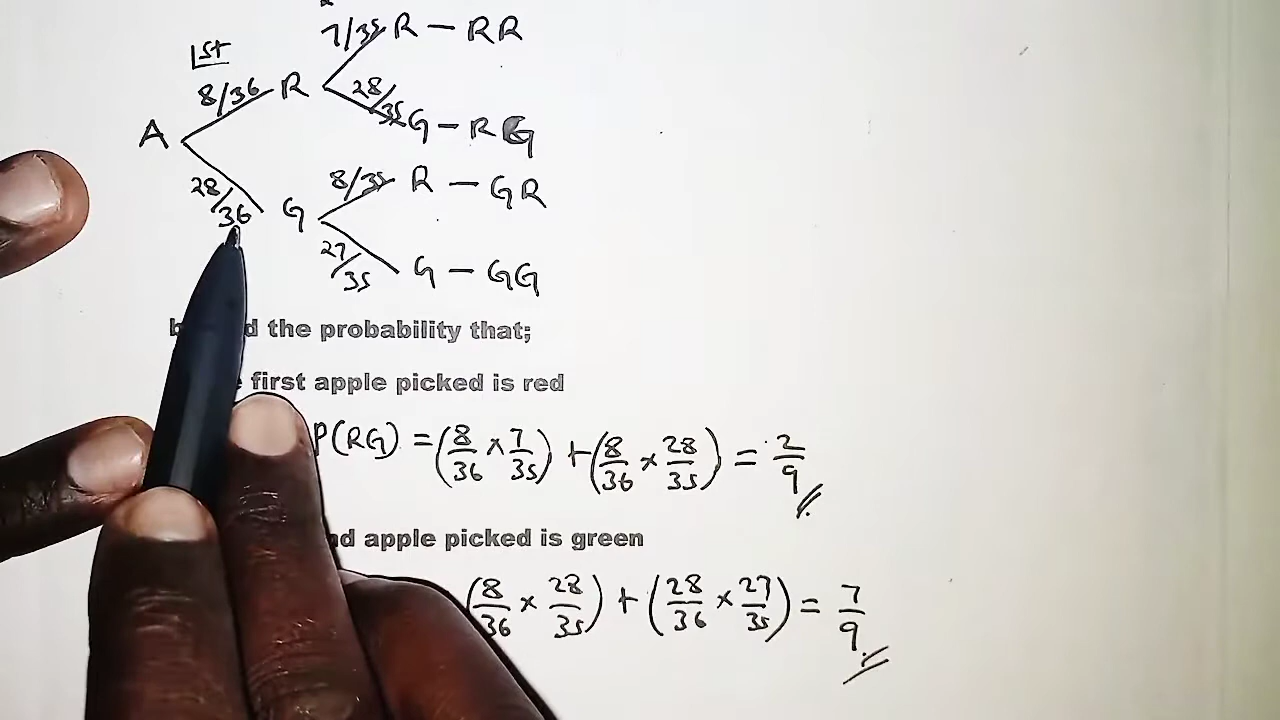 1st
7/35 R - RR
8/36 R
28/35 G - RG
A
8/35 R - GR
28/36 G
27/35 G - GG
the probability that;
first apple picked is red
P(RG) = (8/36 × 7/35) + (8/36 × 28/35) = 2/9
apple picked is green
(8/36 × 28/35) + (28/36 × 27/35) = 7/9